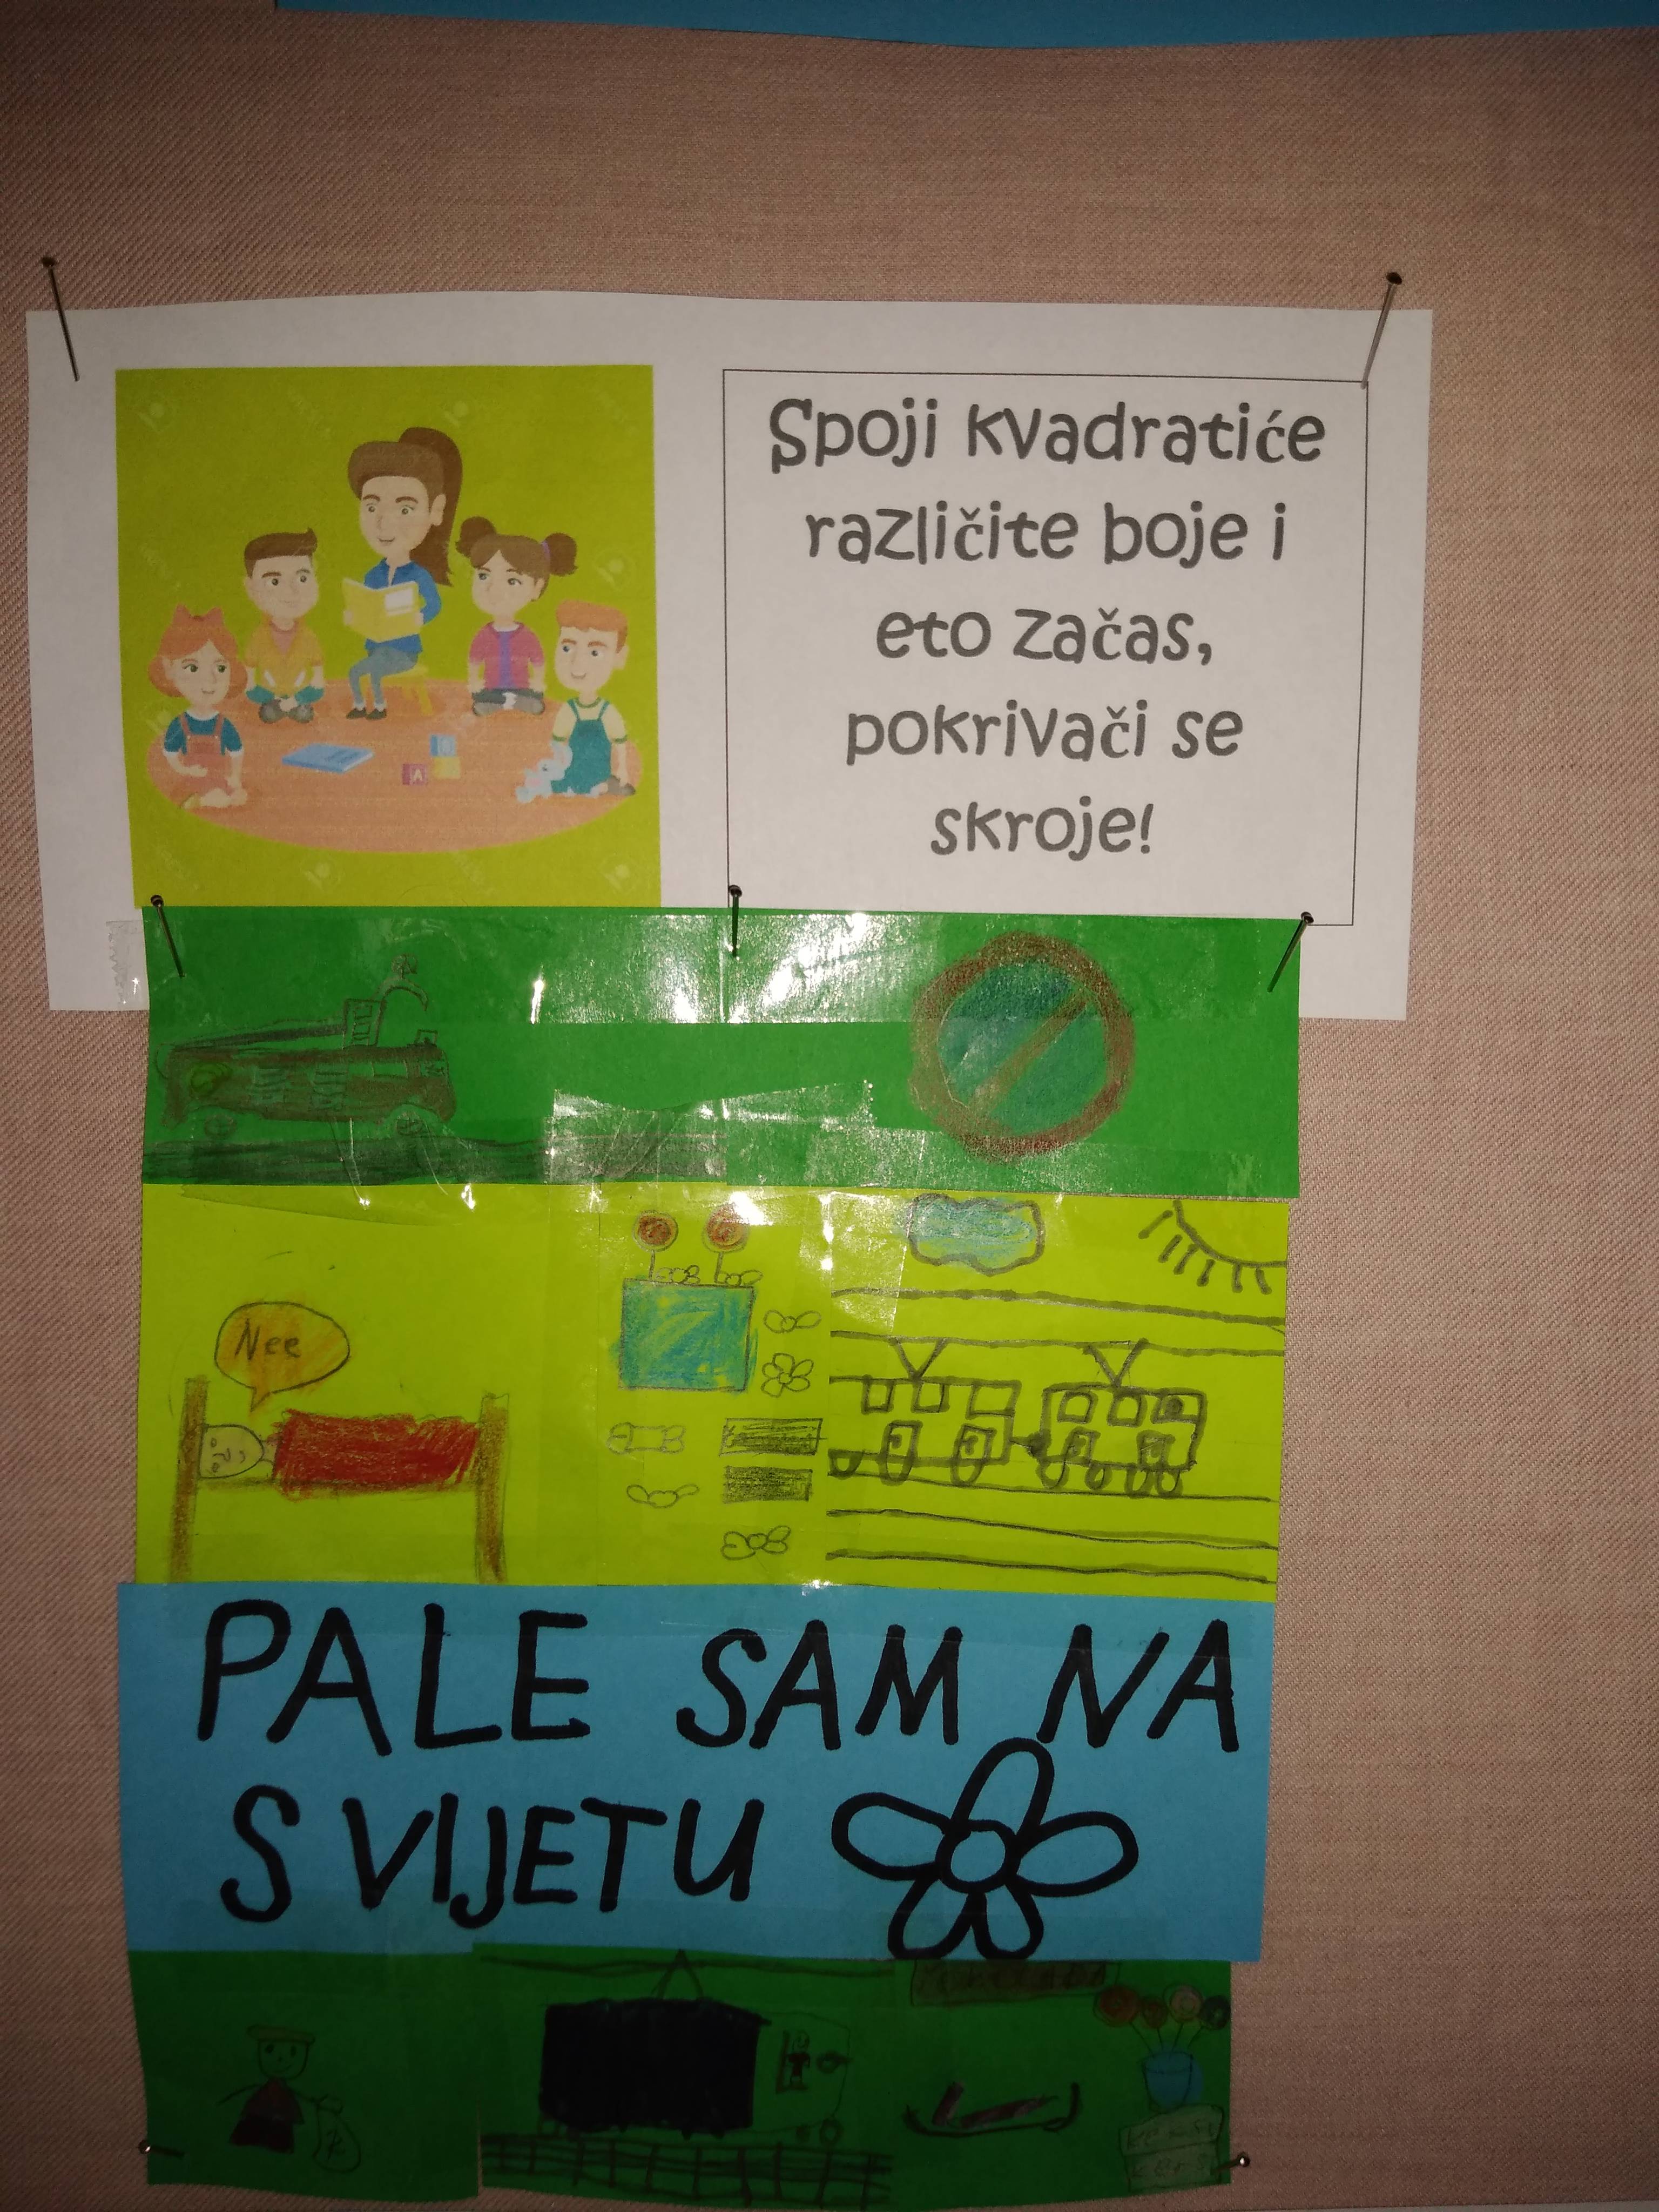 Spoji kvadratiće
različite boje i
eto začas,
pokrivači se
skroje!
A
Nee
PALE SAM NA
SVIJETU